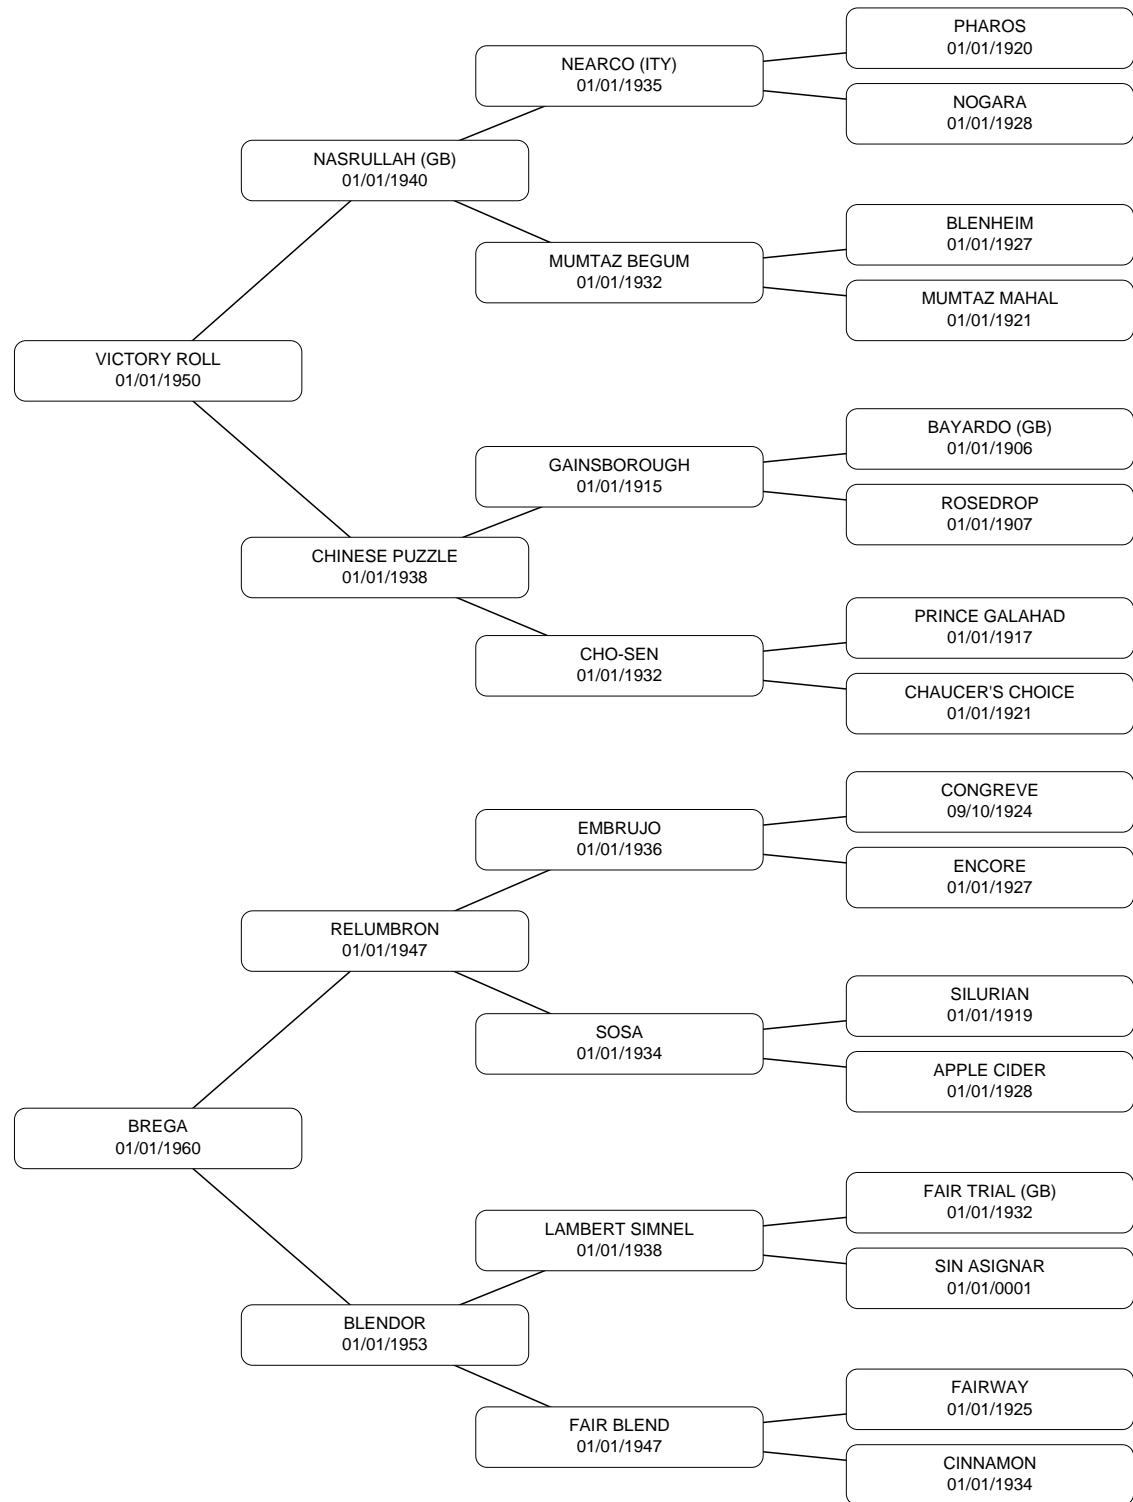 PHAROS
01/01/1920
NEARCO (ITY)
01/01/1935
NOGARA
01/01/1928
NASRULLAH (GB)
01/01/1940
BLENHEIM
01/01/1927
MUMTAZ BEGUM
01/01/1932
MUMTAZ MAHAL
01/01/1921
VICTORY ROLL
01/01/1950
BAYARDO (GB)
01/01/1906
GAINSBOROUGH
01/01/1915
ROSEDROP
01/01/1907
CHINESE PUZZLE
01/01/1938
PRINCE GALAHAD
01/01/1917
CHO-SEN
01/01/1932
CHAUCER'S CHOICE
01/01/1921
CONGREVE
09/10/1924
EMBRUJO
01/01/1936
ENCORE
01/01/1927
RELUMBRON
01/01/1947
SILURIAN
01/01/1919
SOSA
01/01/1934
APPLE CIDER
01/01/1928
BREGA
01/01/1960
FAIR TRIAL (GB)
01/01/1932
LAMBERT SIMNEL
01/01/1938
SIN ASIGNAR
01/01/0001
BLENDOR
01/01/1953
FAIRWAY
01/01/1925
FAIR BLEND
01/01/1947
CINNAMON
01/01/1934